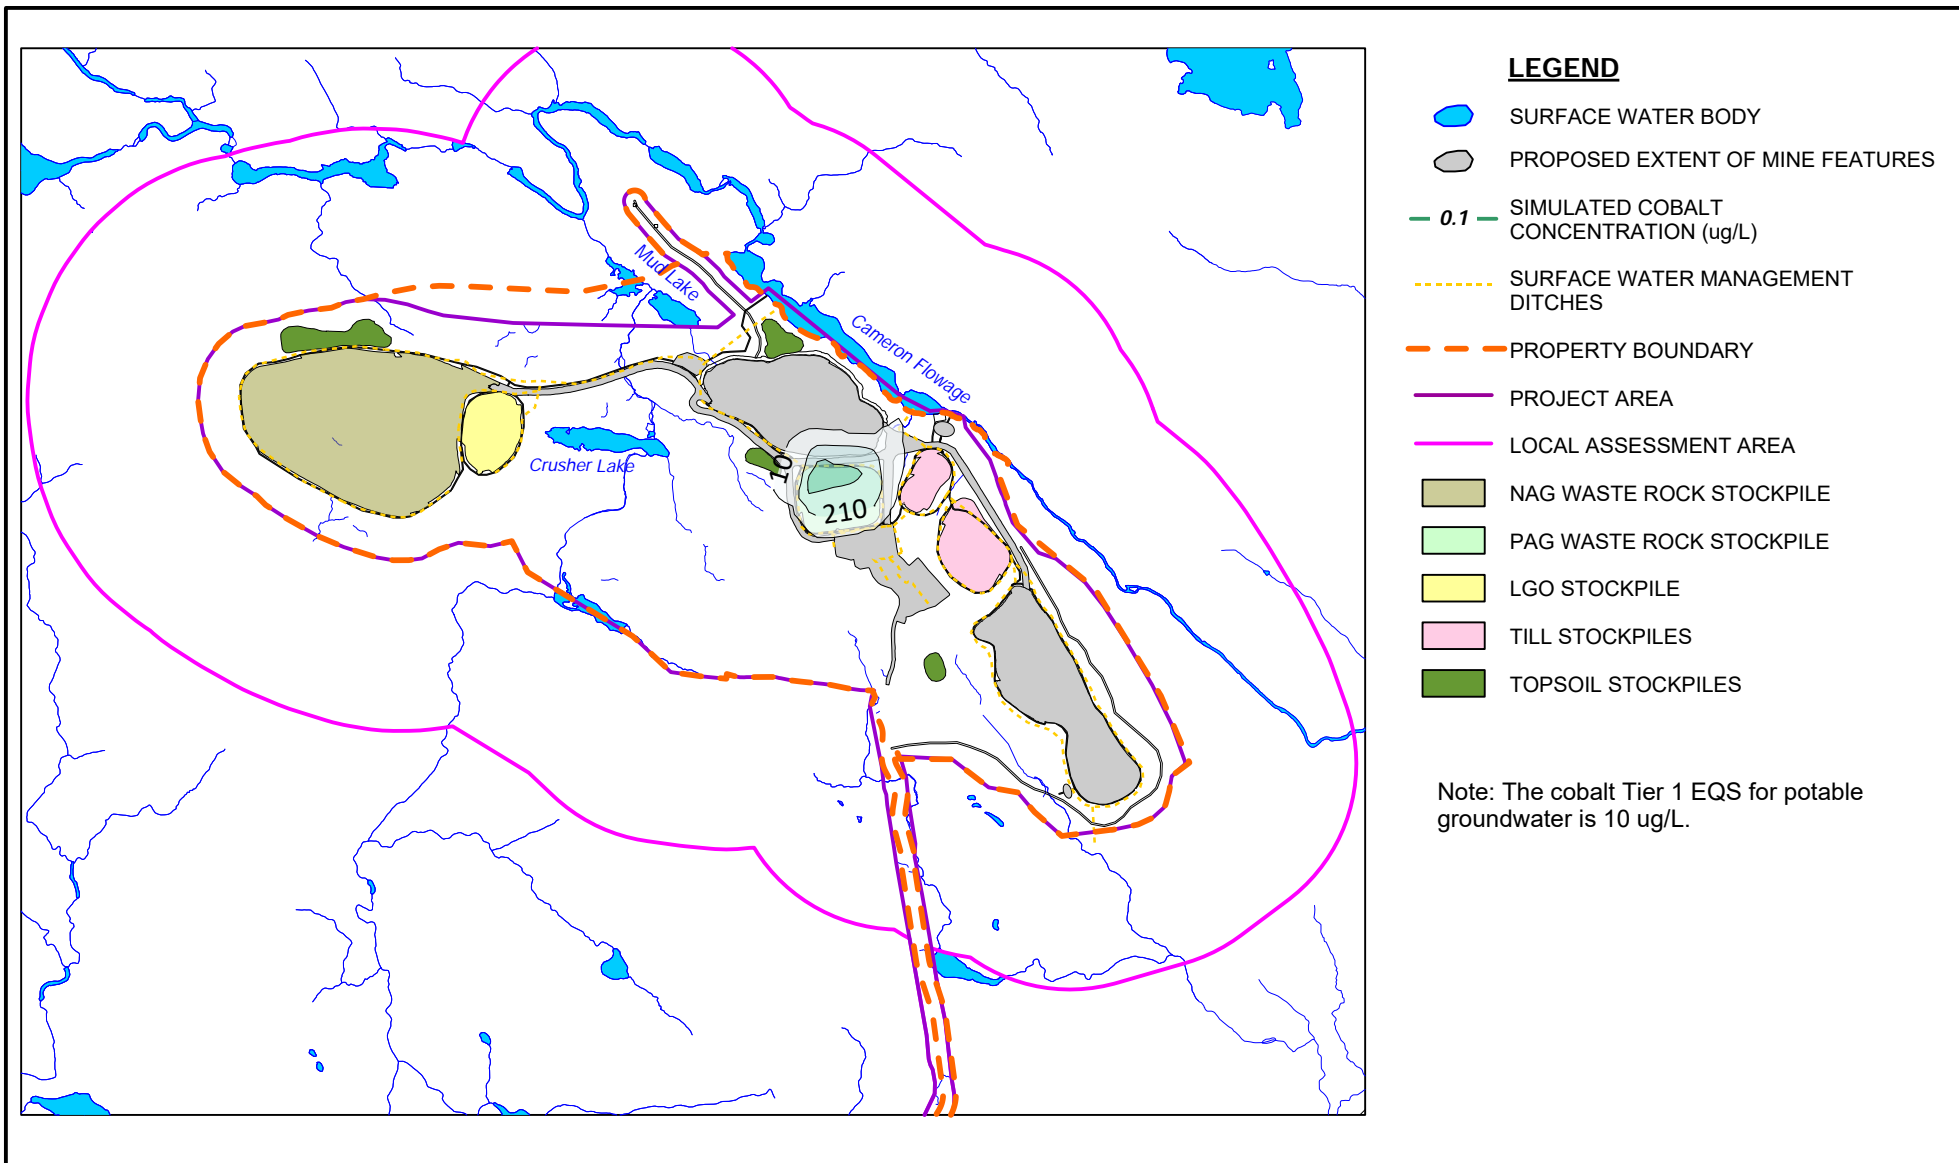 LEGEND
SURFACE WATER BODY
PROPOSED EXTENT OF MINE FEATURES
0.1
SIMULATED COBALT
CONCENTRATION (ug/L)
SURFACE WATER MANAGEMENT
DITCHES
PROPERTY BOUNDARY
PROJECT AREA
LOCAL ASSESSMENT AREA
NAG WASTE ROCK STOCKPILE
PAG WASTE ROCK STOCKPILE
LGO STOCKPILE
TILL STOCKPILES
TOPSOIL STOCKPILES
Note: The cobalt Tier 1 EQS for potable
groundwater is 10 ug/L.
Mud Lake
Cameron Flowage
Crusher Lake
10
210